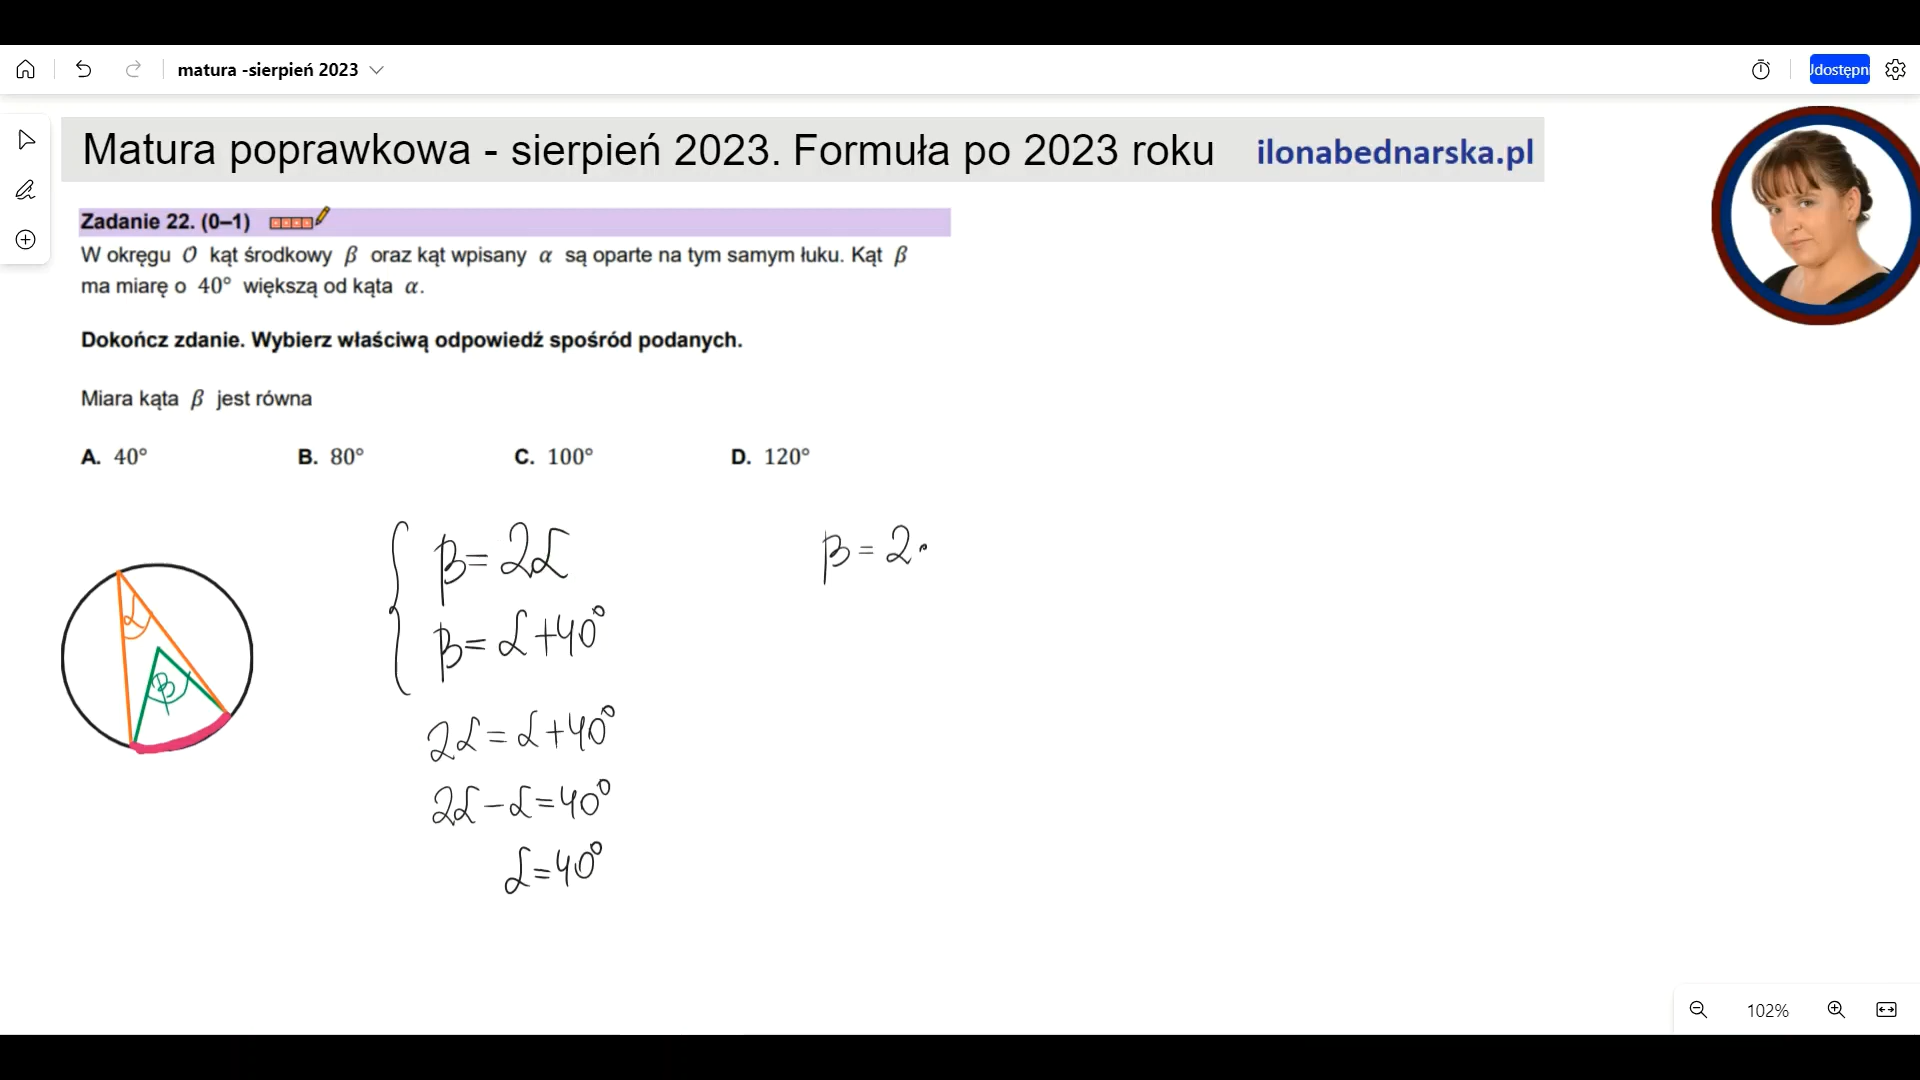 matura -sierpień 2023
Udostępni
Matura poprawkowa - sierpień 2023. Formuła po 2023 roku ilonabednarska.pl
Zadanie 22. (0–1)
W okręgu 𝒪 kąt środkowy β oraz kąt wpisany α są oparte na tym samym łuku. Kąt β
ma miarę o 40° większą od kąta α.
Dokończ zdanie. Wybierz właściwą odpowiedź spośród podanych.
Miara kąta β jest równa
A. 40° B. 80° C. 100° D. 120°
α
β
β = 2α
β = α + 40°
2α = α + 40°
2α – α = 40°
α = 40°
β = 2 ·
102%